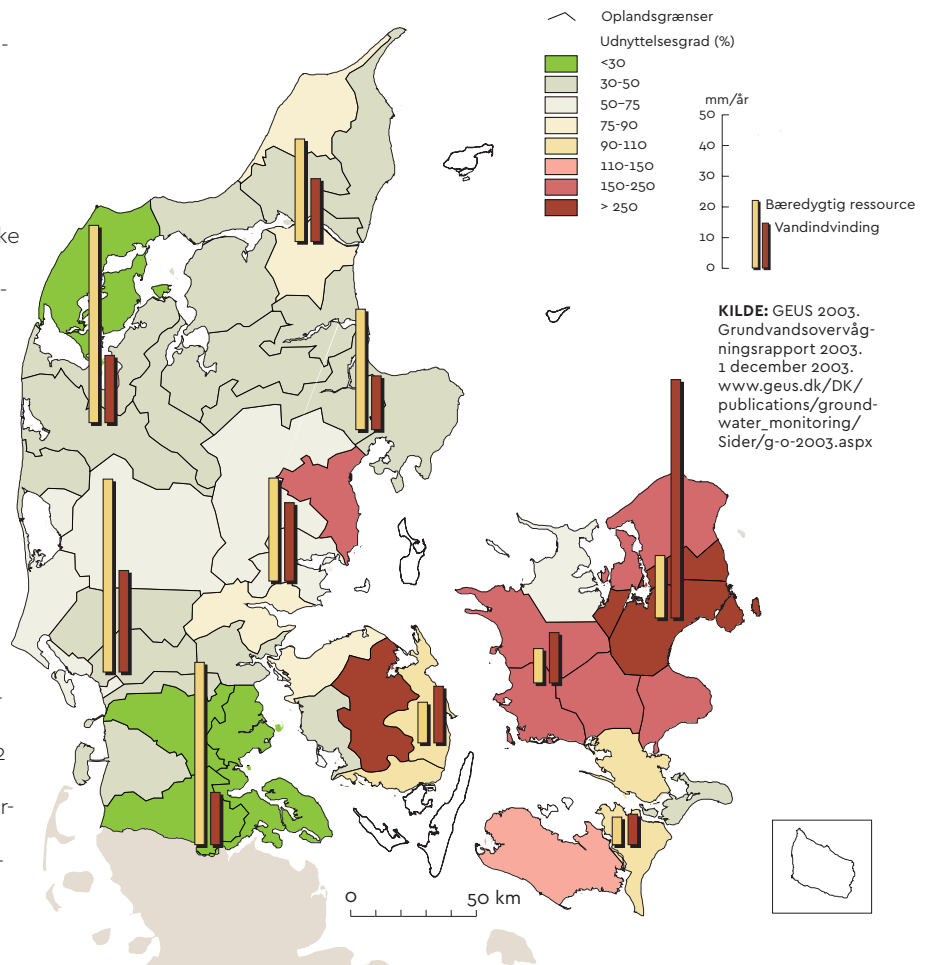 -
ke
-
-
2
r-
-
Oplandsgrænser
Udnyttelsesgrad (%)
<30
30-50
50-75
75-90
90-110
110-150
150-250
> 250
mm/år
50
40
30
20
10
0
Bæredygtig ressource
Vandindvinding
KILDE: GEUS 2003.
Grundvandsovervåg-
ningsrapport 2003.
1 december 2003.
www.geus.dk/DK/
publications/ground-
water_monitoring/
Sider/g-o-2003.aspx
0 50 km